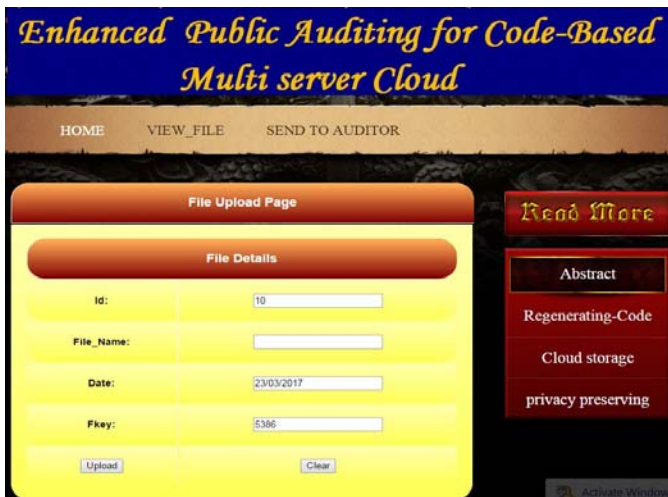 Enhanced Public Auditing for Code-Based
Multi server Cloud
HOME VIEW_FILE SEND TO AUDITOR
File Upload Page
File Details
Id: 10
File_Name:
Date: 23/03/2017
Fkey: 5386
Upload Clear
Read More
Abstract
Regenerating-Code
Cloud storage
privacy preserving
Activate Window